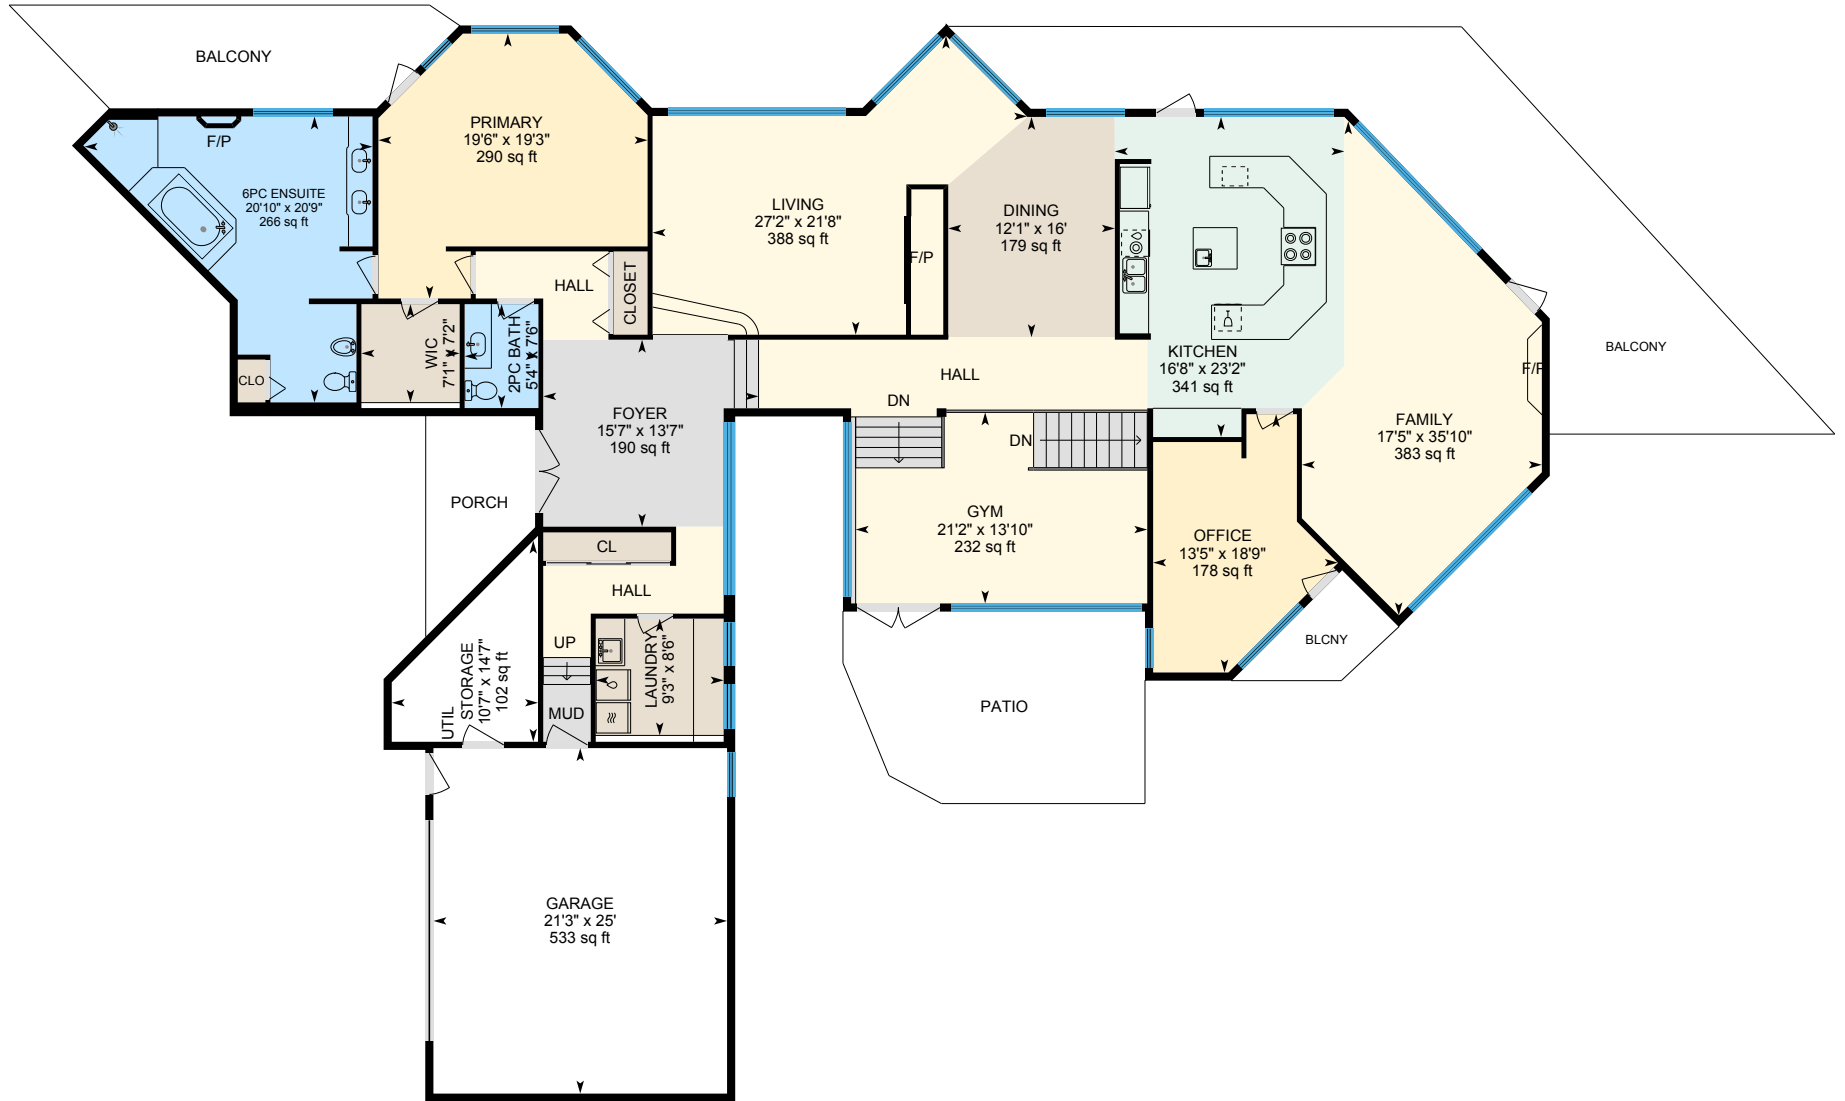 BALCONY
F/P
6PC ENSUITE
20'10" x 20'9"
266 sq ft
PRIMARY
19'6" x 19'3"
290 sq ft
LIVING
27'2" x 21'8"
388 sq ft
F/P
DINING
12'1" x 16'
179 sq ft
KITCHEN
16'8" x 23'2"
341 sq ft
BALCONY
F/P
FAMILY
17'5" x 35'10"
383 sq ft
HALL
CLOSET
WIC
7'1" x 7'2"
2PC BATH
5'4" x 7'6"
CLO
HALL
DN
DN
FOYER
15'7" x 13'7"
190 sq ft
PORCH
GYM
21'2" x 13'10"
232 sq ft
OFFICE
13'5" x 18'9"
178 sq ft
BLCNY
CL
HALL
UP
LAUNDRY
9'3" x 8'6"
UTIL
STORAGE
10'7" x 14'7"
102 sq ft
MUD
PATIO
GARAGE
21'3" x 25'
533 sq ft